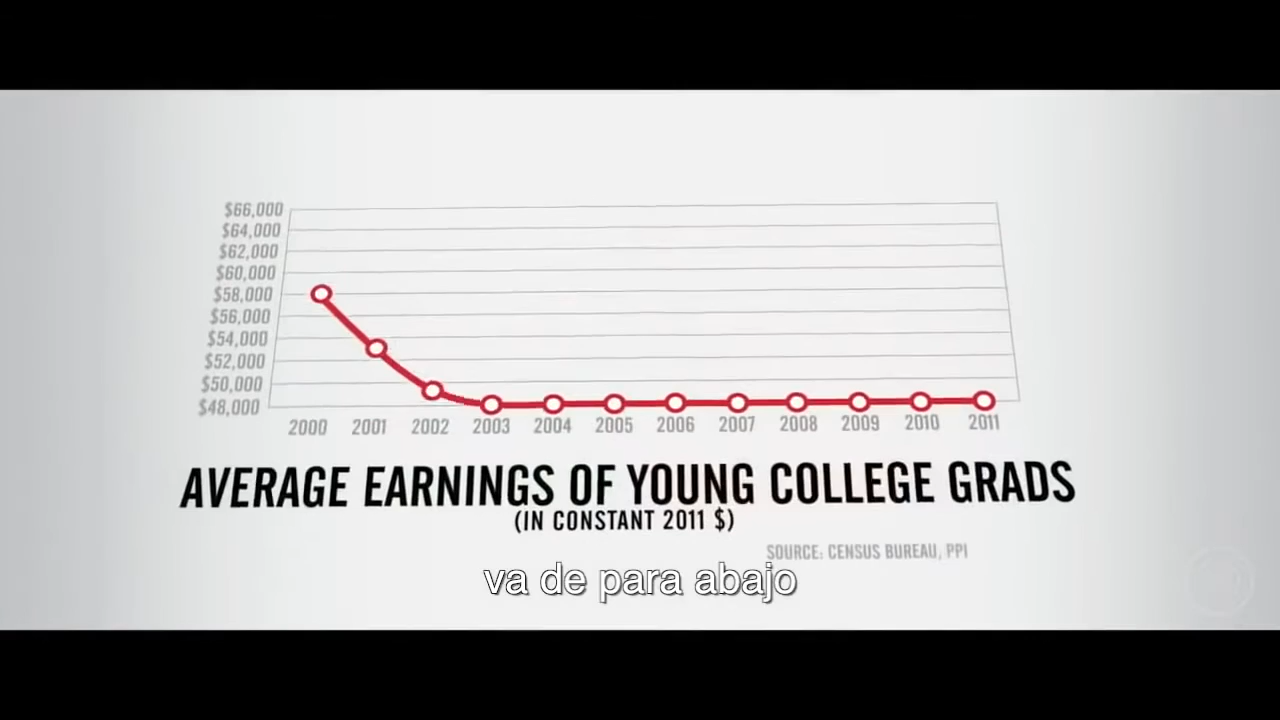 $66,000
$64,000
$62,000
$60,000
$58,000
$56,000
$54,000
$52,000
$50,000
$48,000
2000 2001 2002 2003 2004 2005 2006 2007 2008 2009 2010 2011
AVERAGE EARNINGS OF YOUNG COLLEGE GRADS
(IN CONSTANT 2011 $)
SOURCE: CENSUS BUREAU, PPI
va de para abajo